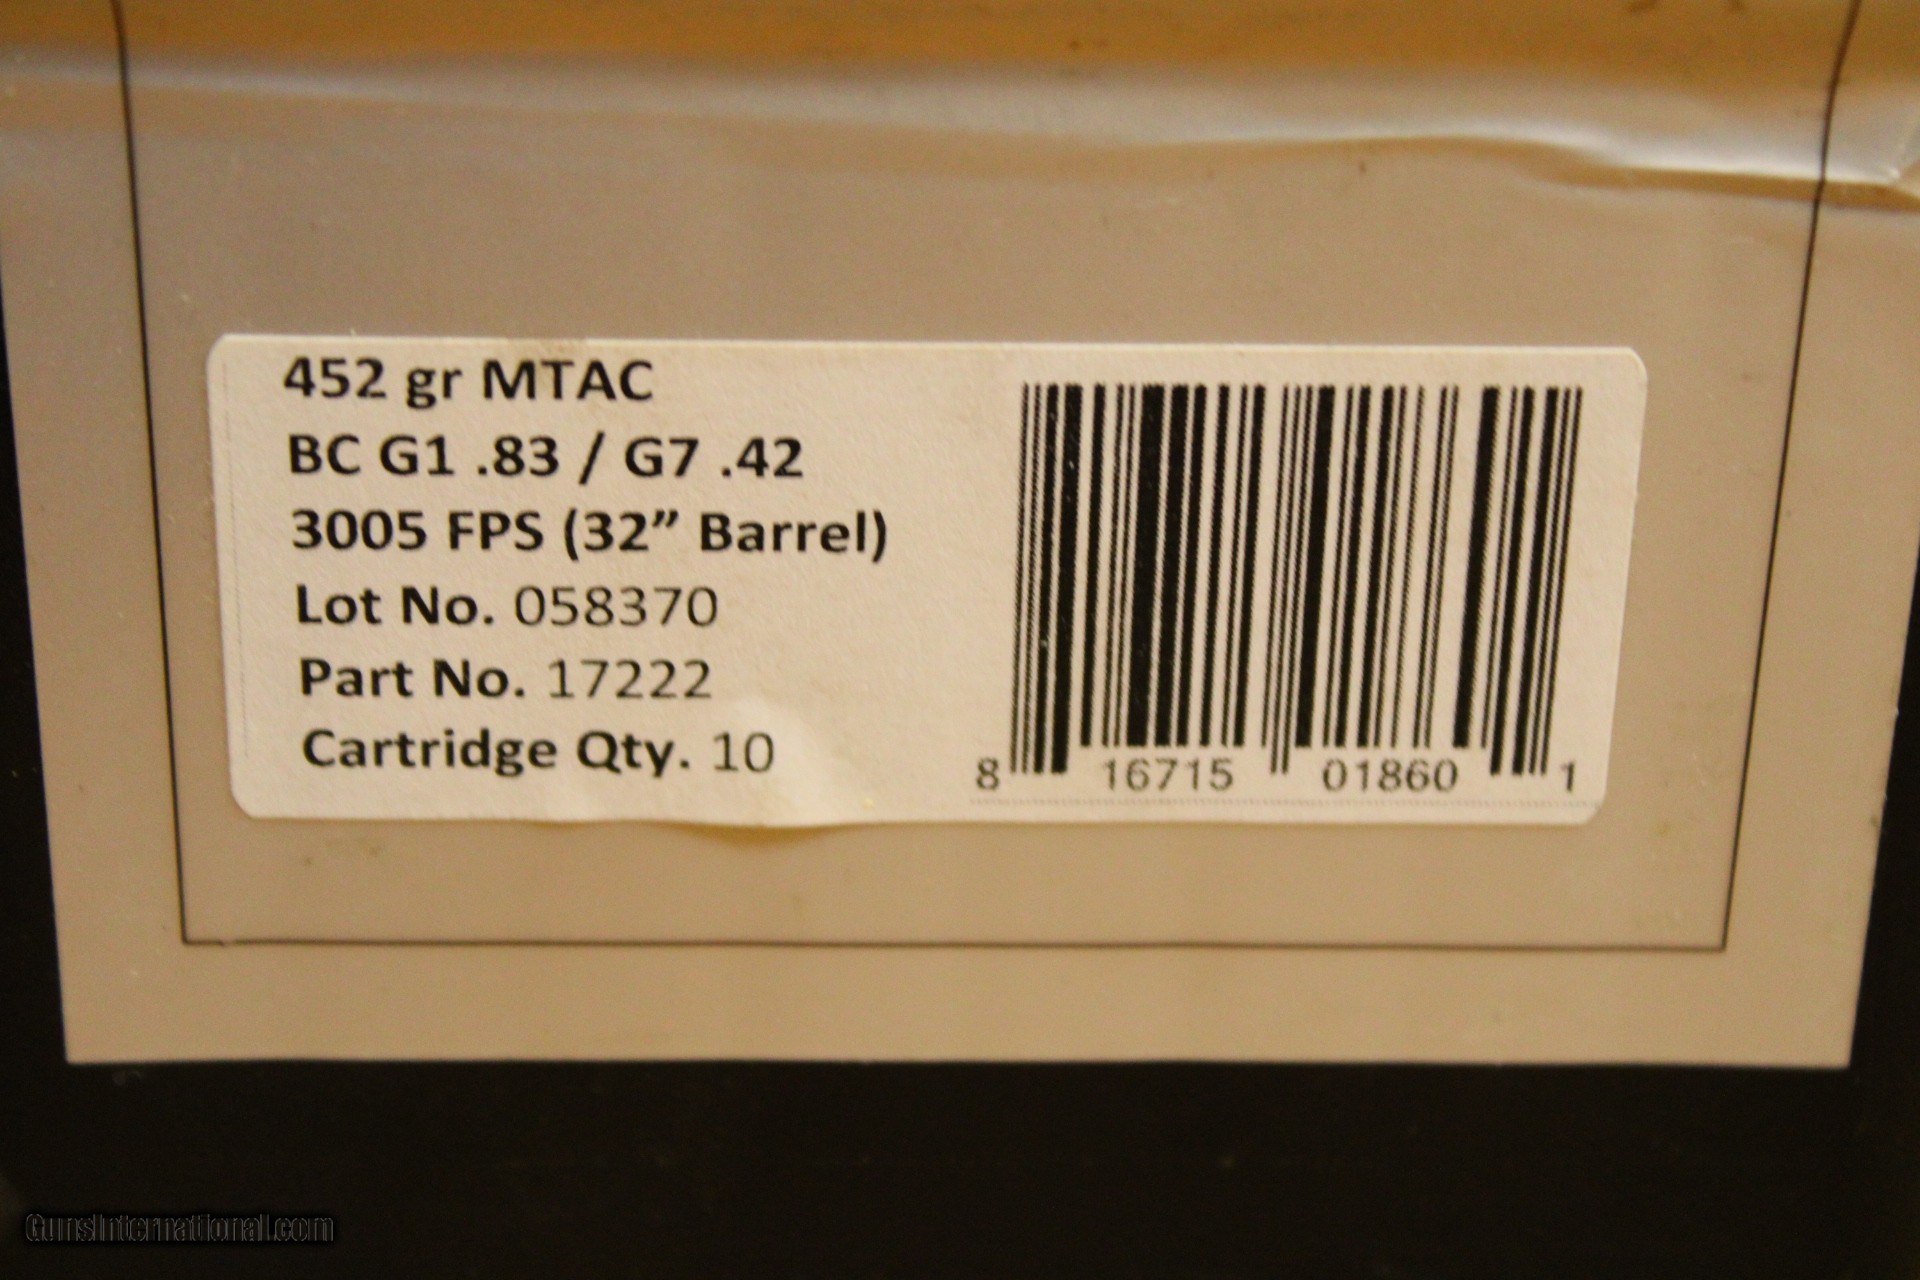 452 gr MTAC
BC G1 .83 / G7 .42
3005 FPS (32” Barrel)
Lot No. 058370
Part No. 17222
Cartridge Qty. 10
8 16715 01860 1
GunsInternational.com